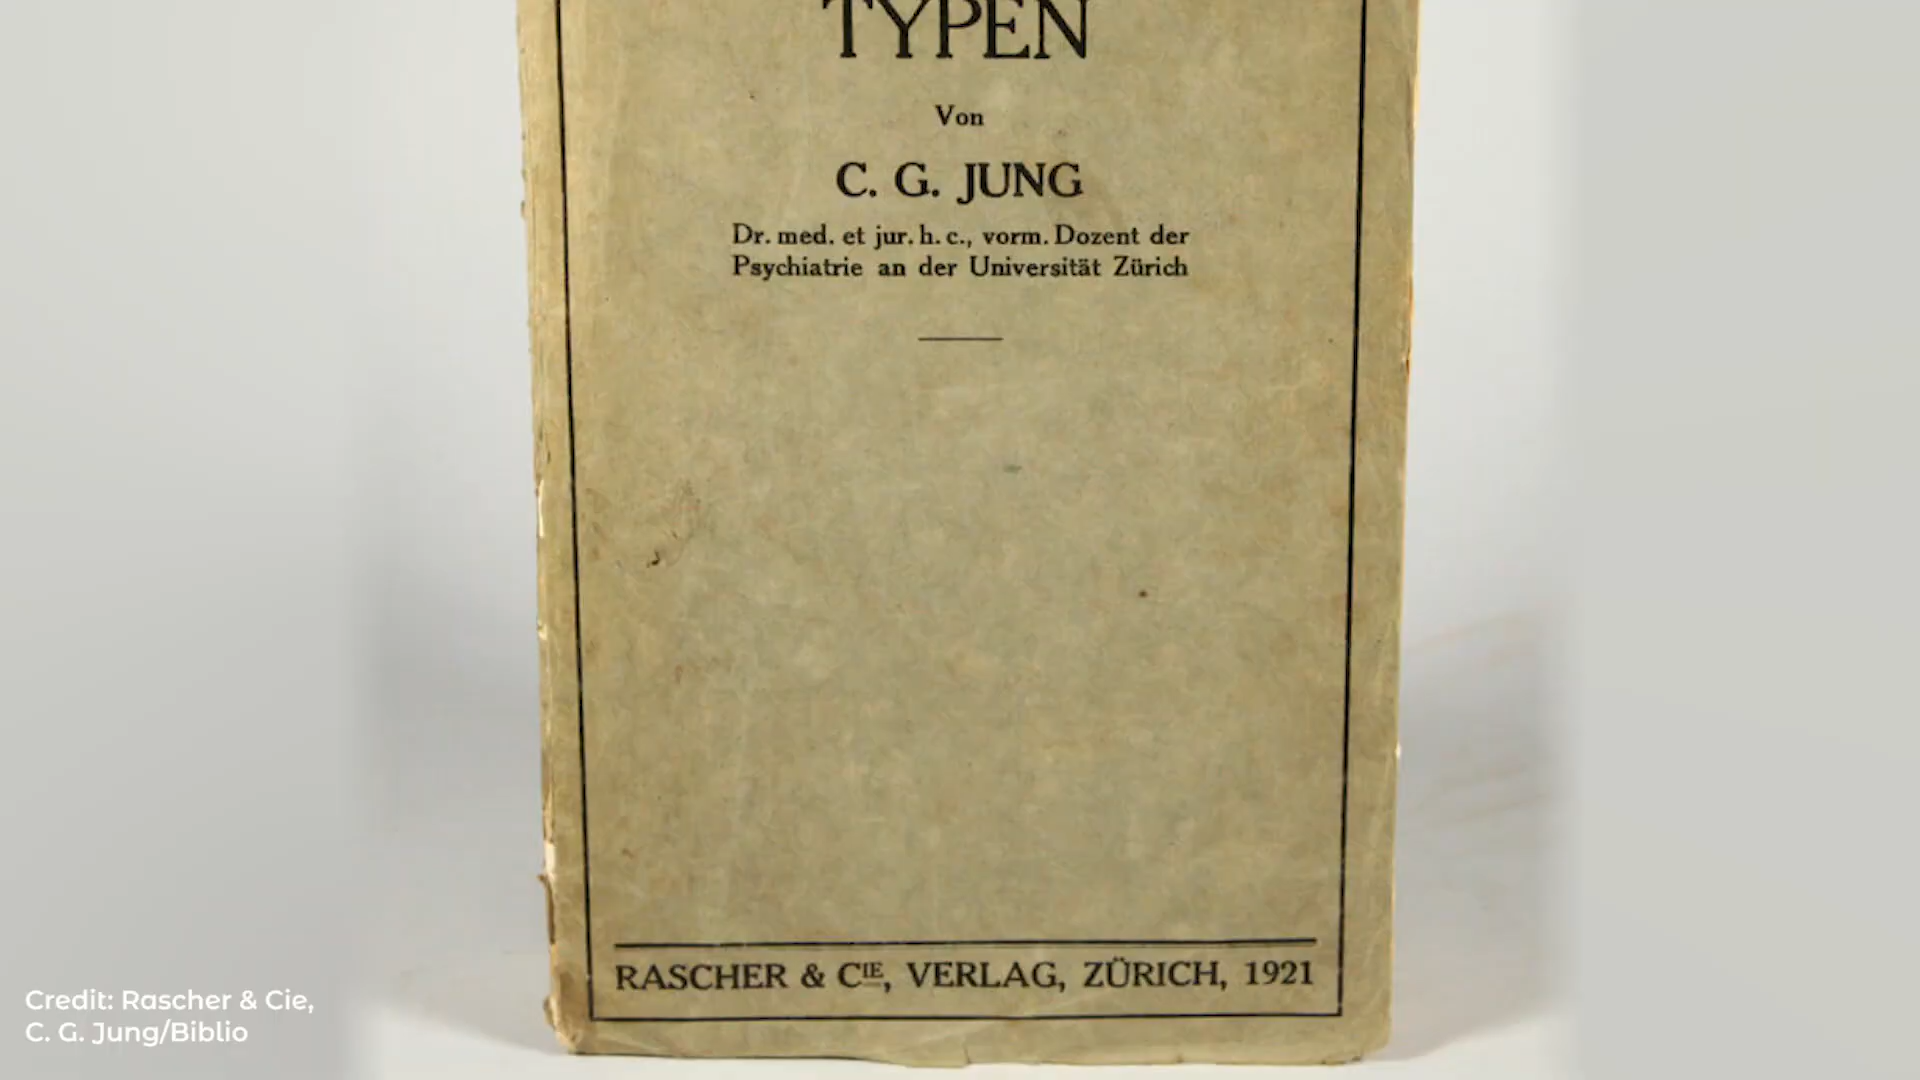 TYPEN
Von
C. G. JUNG
Dr. med. et jur. h. c., vorm. Dozent der
Psychiatrie an der Universität Zürich
RASCHER & CIE, VERLAG, ZÜRICH, 1921
Credit: Rascher & Cie,
C. G. Jung/Biblio